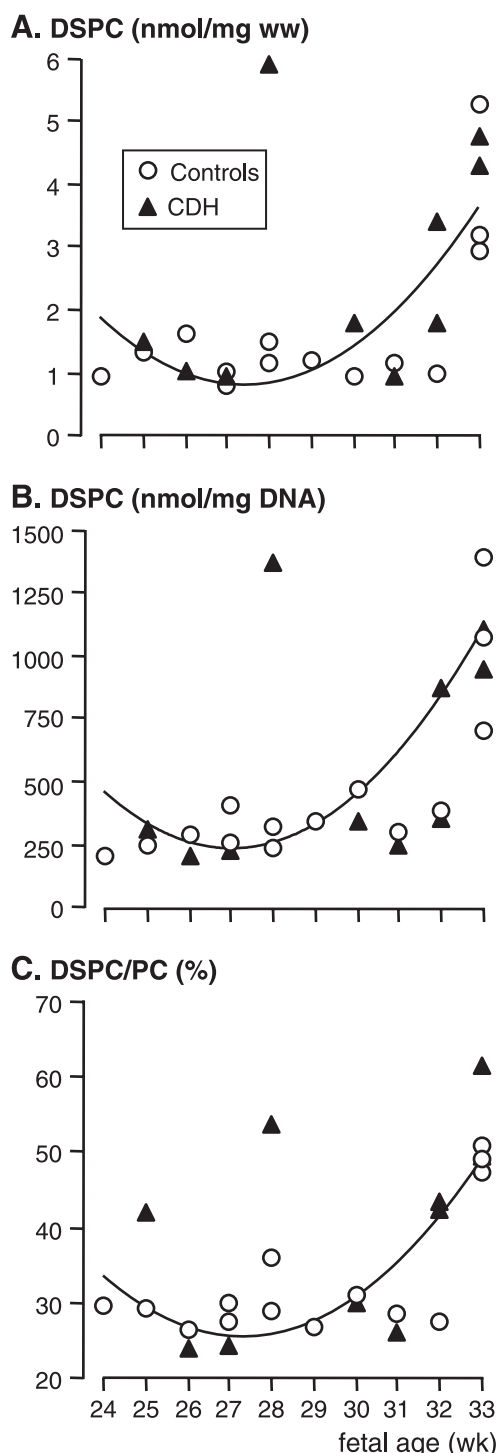 A. DSPC (nmol/mg ww)
6
5
4
3
2
1
0
Controls
CDH
B. DSPC (nmol/mg DNA)
1500
1250
1000
750
500
250
0
C. DSPC/PC (%)
70
60
50
40
30
20
24 25 26 27 28 29 30 31 32 33
fetal age (wk)